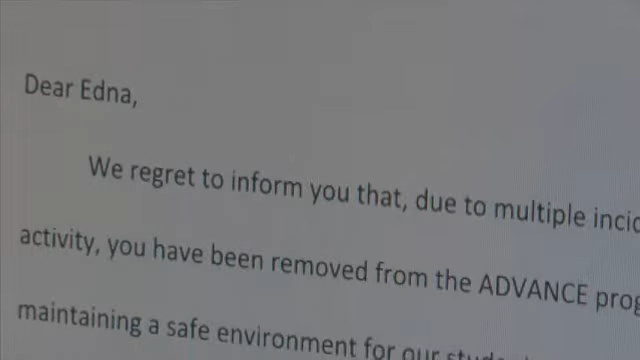 Dear Edna,
We regret to inform you that, due to multiple
activity, you have been removed from the ADVANCE
maintaining a safe environment for our